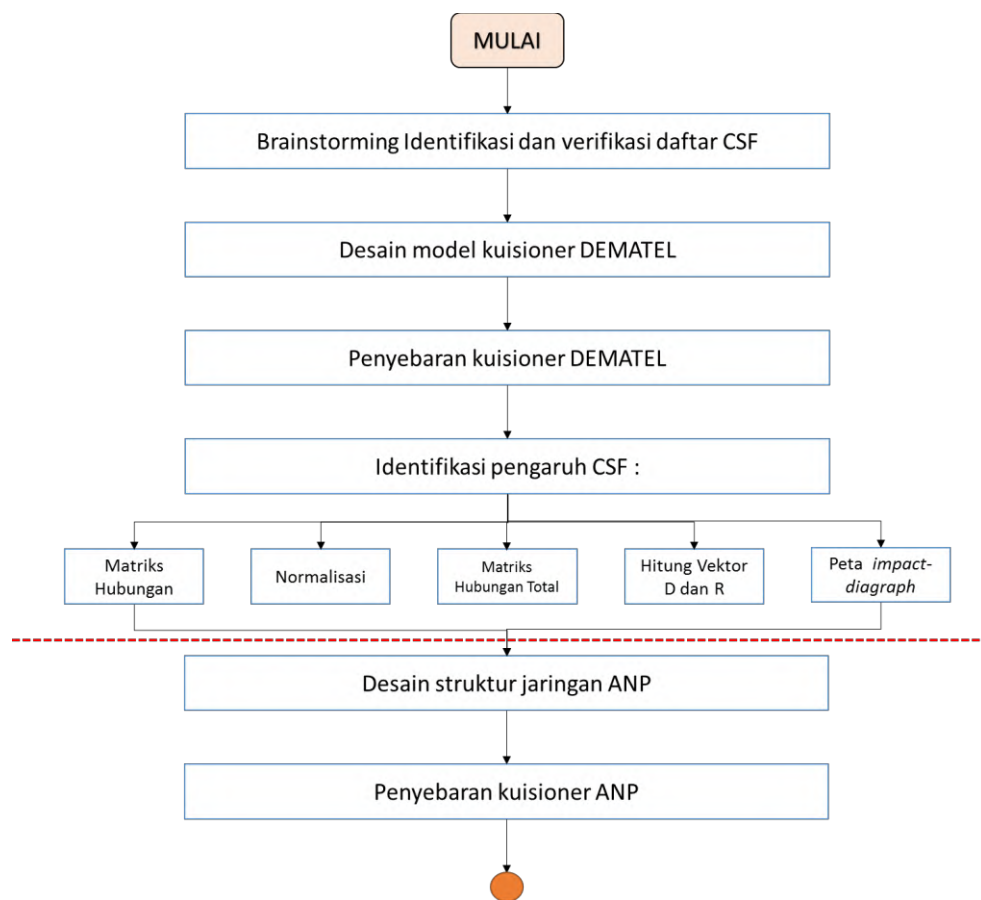 MULAI
Brainstorming Identifikasi dan verifikasi daftar CSF
Desain model kuisioner DEMATEL
Penyebaran kuisioner DEMATEL
Identifikasi pengaruh CSF :
Matriks
Hubungan
Normalisasi
Matriks
Hubungan Total
Hitung Vektor
D dan R
Peta impact-
diagraph
Desain struktur jaringan ANP
Penyebaran kuisioner ANP